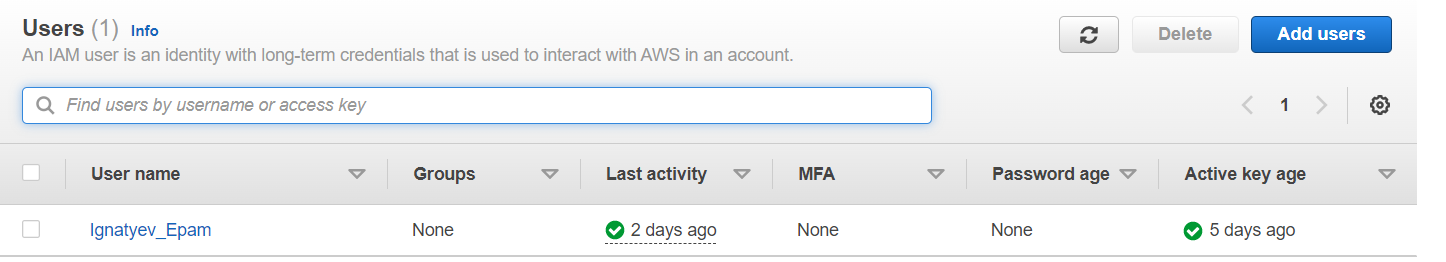 Users (1) Info
Delete
Add users
An IAM user is an identity with long-term credentials that is used to interact with AWS in an account.
Find users by username or access key
1
User name Groups Last activity MFA Password age Active key age
Ignatyev_Epam None 2 days ago None None 5 days ago